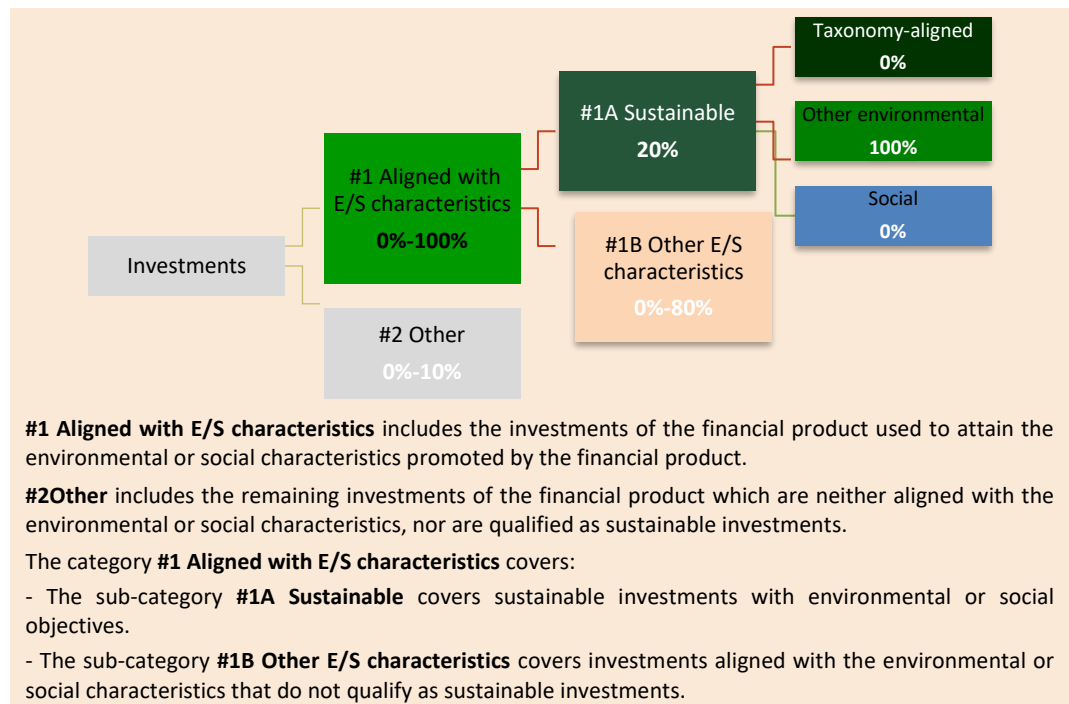 Taxonomy-aligned
0%
#1A Sustainable
20%
Other environmental
100%
#1 Aligned with
E/S characteristics
0%-100%
Social
0%
#1B Other E/S
characteristics
0%-80%
Investments
#2 Other
0%-10%
#1 Aligned with E/S characteristics includes the investments of the financial product used to attain the
environmental or social characteristics promoted by the financial product.
#2Other includes the remaining investments of the financial product which are neither aligned with the
environmental or social characteristics, nor are qualified as sustainable investments.
The category #1 Aligned with E/S characteristics covers:
- The sub-category #1A Sustainable covers sustainable investments with environmental or social
objectives.
- The sub-category #1B Other E/S characteristics covers investments aligned with the environmental or
social characteristics that do not qualify as sustainable investments.